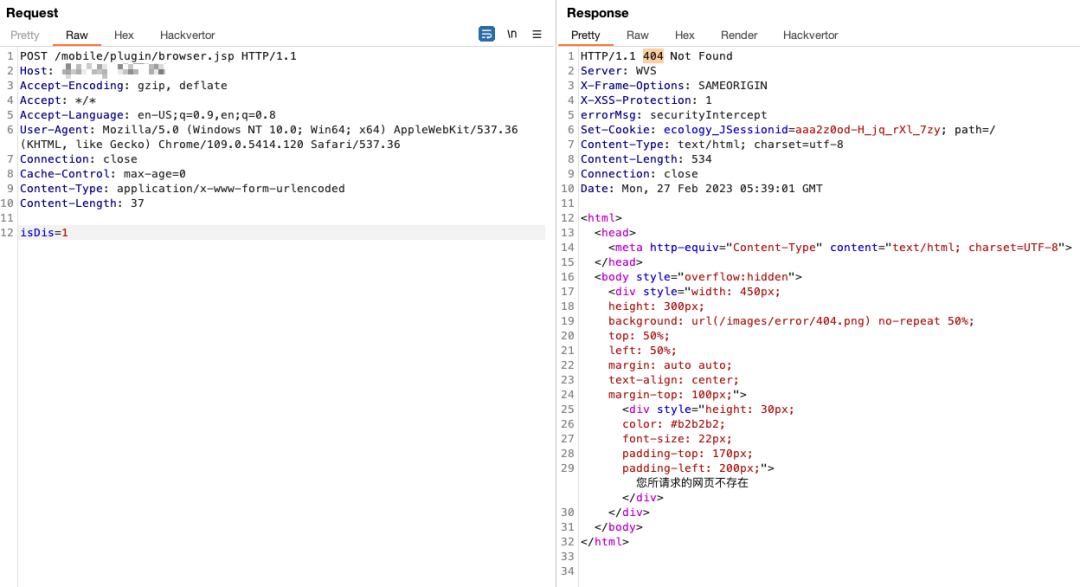 Request
Pretty Raw Hex Hackvertor \n
1 POST /mobile/plugin/browser.jsp HTTP/1.1
2 Host:
3 Accept-Encoding: gzip, deflate
4 Accept: */*
5 Accept-Language: en-US;q=0.9,en;q=0.8
6 User-Agent: Mozilla/5.0 (Windows NT 10.0; Win64; x64) AppleWebKit/537.36
(KHTML, like Gecko) Chrome/109.0.5414.120 Safari/537.36
7 Connection: close
8 Cache-Control: max-age=0
9 Content-Type: application/x-www-form-urlencoded
10 Content-Length: 37
11
12 isDis=1
Response
Pretty Raw Hex Render Hackvertor
1 HTTP/1.1 404 Not Found
2 Server: WVS
3 X-Frame-Options: SAMEORIGIN
4 X-XSS-Protection: 1
5 errorMsg: securityIntercept
6 Set-Cookie: ecology_JSessionid=aaa2z0od-H_jq_rXl_7zy; path=/
7 Content-Type: text/html; charset=utf-8
8 Content-Length: 534
9 Connection: close
10 Date: Mon, 27 Feb 2023 05:39:01 GMT
11
12 <html>
13 <head>
14 <meta http-equiv="Content-Type" content="text/html; charset=UTF-8">
15 </head>
16 <body style="overflow:hidden">
17 <div style="width: 450px;
18 height: 300px;
19 background: url(/images/error/404.png) no-repeat 50%;
20 top: 50%;
21 left: 50%;
22 margin: auto auto;
23 text-align: center;
24 margin-top: 100px;">
25 <div style="height: 30px;
26 color: #b2b2b2;
27 font-size: 22px;
28 padding-top: 170px;
29 padding-left: 200px;">
您所请求的网页不存在
</div>
30 </div>
31 </body>
32 </html>
33
34